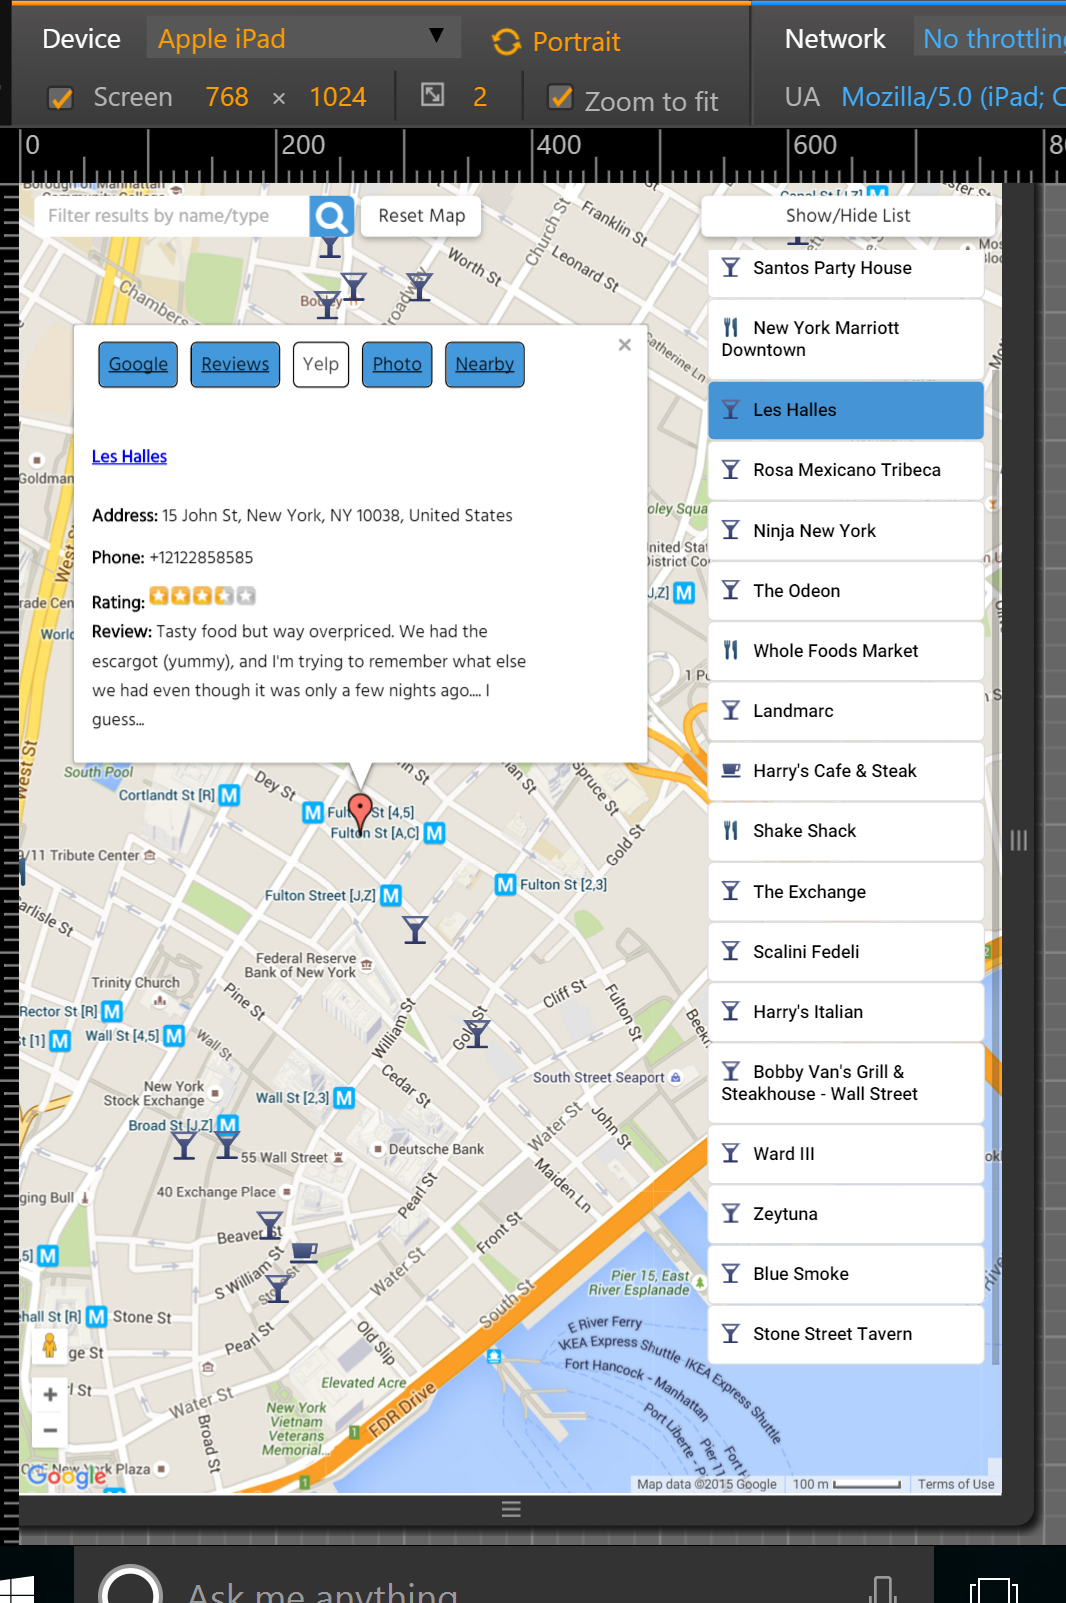 Device Apple iPad Portrait Network No throttling
Screen 768 × 1024 2 Zoom to fit UA Mozilla/5.0 (iPad; C
0 200 400 600
Filter results by name/type
Reset Map
Show/Hide List
Franklin St
Church St
Leonard St
Worth St
Chambers
Broadway
Catherine Ln
Google Reviews Yelp Photo Nearby ×
Les Halles
Address: 15 John St, New York, NY 10038, United States
Phone: +12122858585
Rating:
Review: Tasty food but way overpriced. We had the
escargot (yummy), and I'm trying to remember what else
we had even though it was only a few nights ago.... I
guess...
Santos Party House
New York Marriott
Downtown
Les Halles
Rosa Mexicano Tribeca
Ninja New York
The Odeon
Whole Foods Market
Landmarc
Harry's Cafe & Steak
Shake Shack
The Exchange
Scalini Fedeli
Harry's Italian
Bobby Van's Grill &
Steakhouse - Wall Street
Ward III
Zeytuna
Blue Smoke
Stone Street Tavern
Goldman
West St
South Pool
Cortlandt St [R]
Dey St
Spruce St
Gold St
Fulton St [4,5]
Fulton St [A,C]
9/11 Tribute Center
Fulton Street [J,Z]
Fulton St [2,3]
Carlisle St
Federal Reserve
Bank of New York
Trinity Church
Pine St
Cliff St
Fulton St
William St
Gold St
Rector St [R]
Wall St [4,5]
Wall St
South Street Seaport
New York
Stock Exchange
Cedar St
Wall St [2,3]
Water St
John St
Broad St [J,Z]
55 Wall Street
Deutsche Bank
Maiden Ln
40 Exchange Place
Pearl St
Beaver St
Front St
S William St
Water St
South St
Pier 15, East
River Esplanade
Stone St
Pearl St
Old Slip
E River Ferry
IKEA Express Shuttle
IKEA Express Shuttle
Fort Hancock - Manhattan
Elevated Acre
Water St
FDR Drive
New York
Vietnam
Veterans
Memorial...
Broad St
New York Plaza
Google
Map data ©2015 Google 100 m Terms of Use
Ask me anything